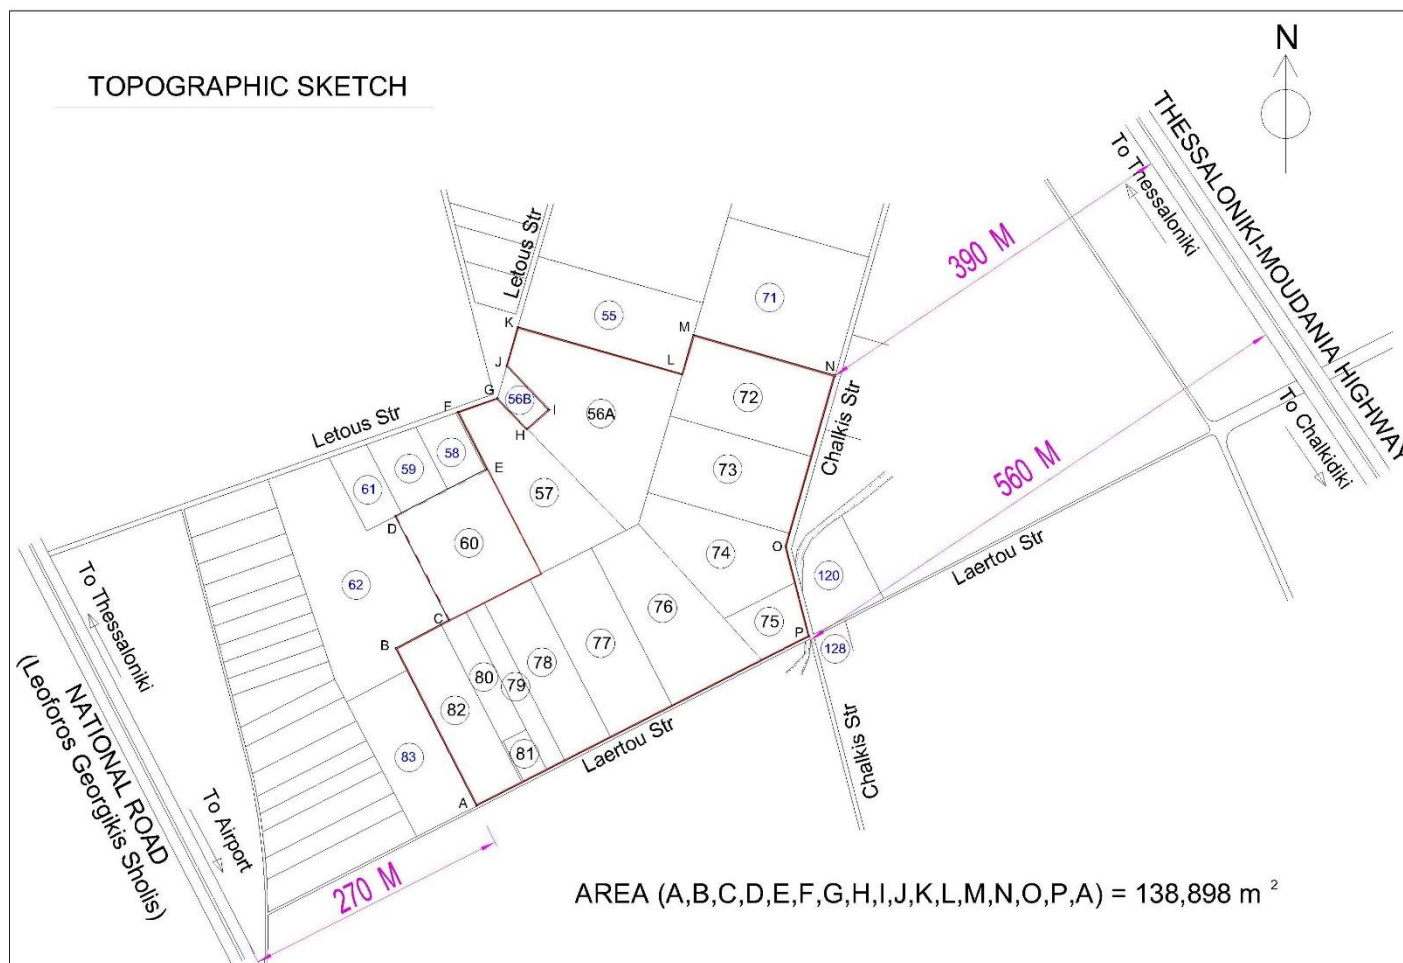 TOPOGRAPHIC SKETCH
N
THESSALONIKI-MOUDANIA HIGHWAY
To Thessaloniki
To Chalkidiki
390 M
560 M
Letous Str
71
55
K
M
L
N
J
G
56B
I
H
56A
72
F
Letous Str
Chalkis Str
58
59
61
E
73
57
D
60
O
74
120
62
Laertou Str
To Thessaloniki
C
B
76
75
P
128
77
78
80
79
82
81
83
Laertou Str
Chalkis Str
A
NATIONAL ROAD
(Leoforos Georgikis Sholis)
To Airport
270 M
AREA (A,B,C,D,E,F,G,H,I,J,K,L,M,N,O,P,A) = 138,898 m ²